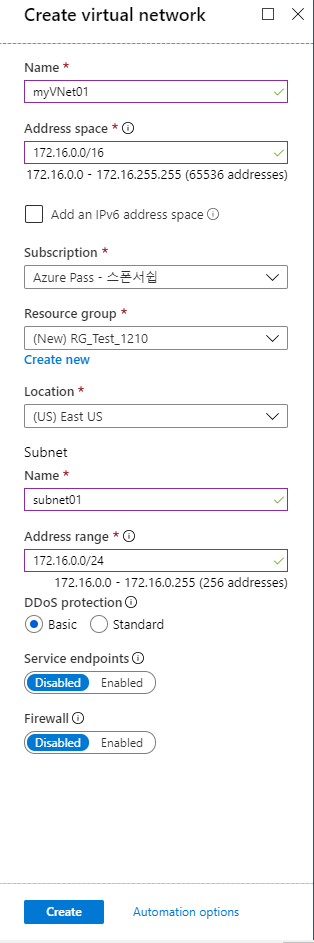 Create virtual network
Name *
myVNet01
Address space *
172.16.0.0/16
172.16.0.0 - 172.16.255.255 (65536 addresses)
Add an IPv6 address space
Subscription *
Azure Pass - 스폰서쉽
Resource group *
(New) RG_Test_1210
Create new
Location *
(US) East US
Subnet
Name *
subnet01
Address range *
172.16.0.0/24
172.16.0.0 - 172.16.0.255 (256 addresses)
DDoS protection
Basic Standard
Service endpoints
Disabled Enabled
Firewall
Disabled Enabled
Create Automation options